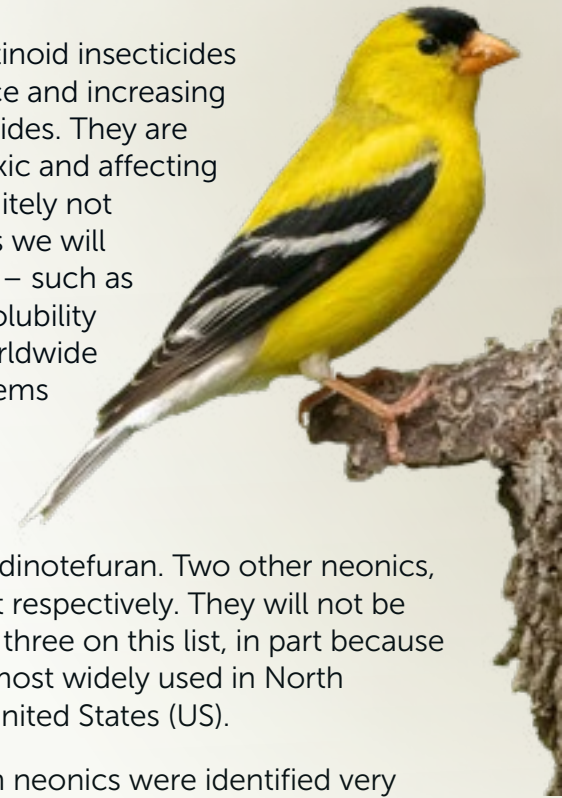 tinoid insecticides
ce and increasing
ides. They are
xic and affecting
itely not
s we will
– such as
olubility
rldwide
ems
dinotefuran. Two other neonics,
t respectively. They will not be
three on this list, in part because
most widely used in North
nited States (US).
n neonics were identified very